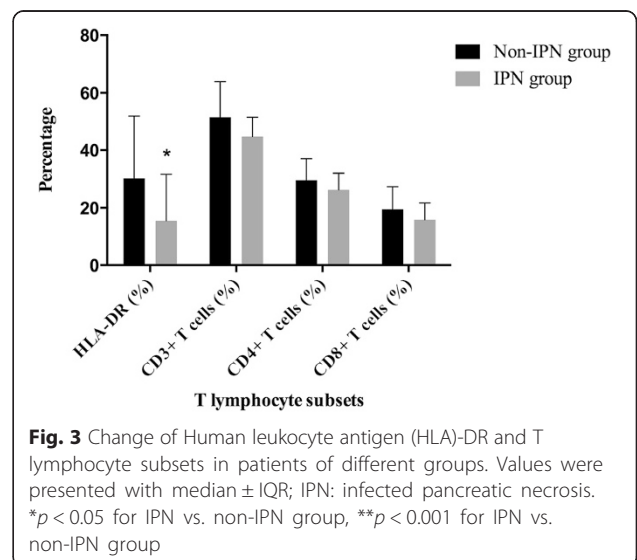 80
60
40
20
0
Percentage
Non-IPN group
IPN group
*
HLA-DR (%)
CD3+ T cells (%)
CD4+ T cells (%)
CD8+ T cells (%)
T lymphocyte subsets
Fig. 3 Change of Human leukocyte antigen (HLA)-DR and T
lymphocyte subsets in patients of different groups. Values were
presented with median ± IQR; IPN: infected pancreatic necrosis.
*p < 0.05 for IPN vs. non-IPN group, **p < 0.001 for IPN vs.
non-IPN group